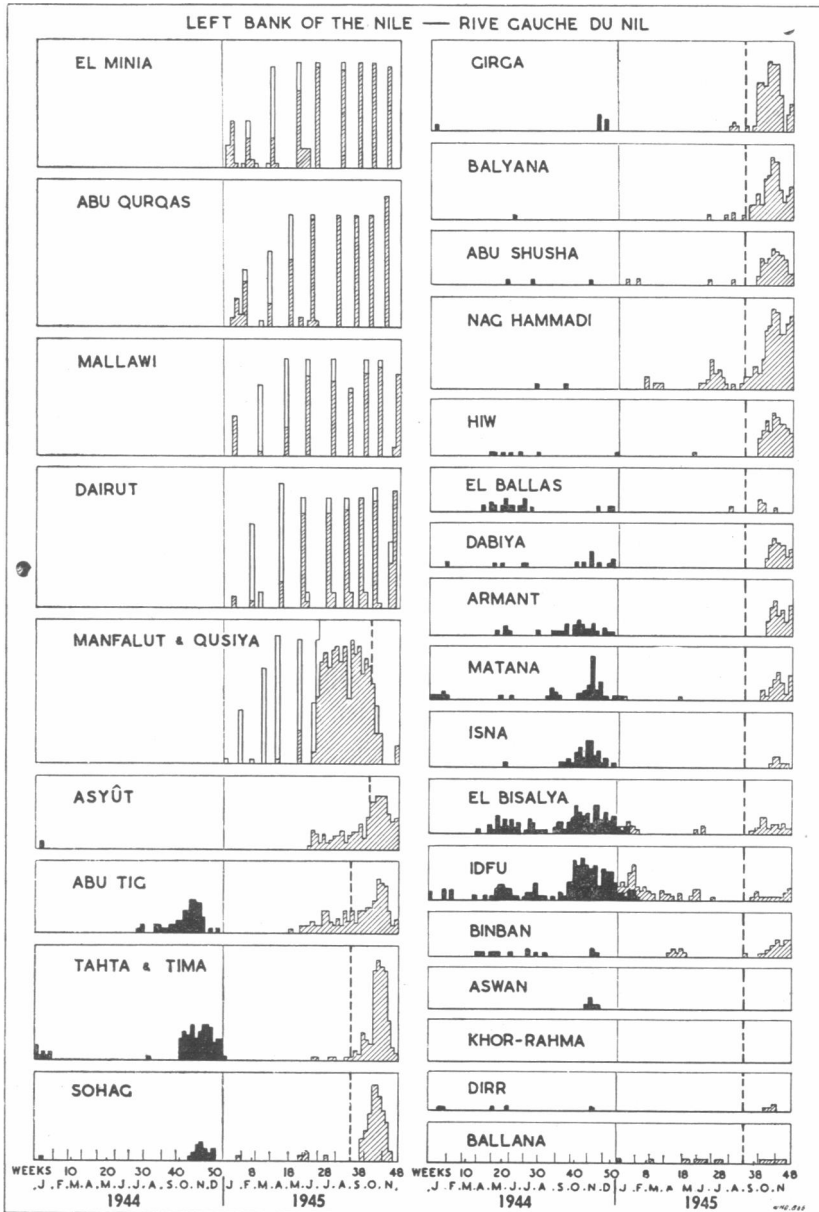 LEFT BANK OF THE NILE — RIVE GAUCHE DU NIL
EL MINIA
ABU QURQAS
MALLAWI
DAIRUT
MANFALUT & QUSIYA
ASYÛT
ABU TIG
TAHTA & TIMA
SOHAG
WEEKS 10 20 30 40 50 8 18 28 38 48
J. F. M. A. M. J. J. A. S. O. N. D J. F. M. A. M. J. J. A. S. O. N.
1944 1945
GIRGA
BALYANA
ABU SHUSHA
NAG HAMMADI
HIW
EL BALLAS
DABIYA
ARMANT
MATANA
ISNA
EL BISALYA
IDFU
BINBAN
ASWAN
KHOR-RAHMA
DIRR
BALLANA
WEEKS 10 20 30 40 50 8 18 28 38 48
J. F. M. A. M. J. J. A. S. O. N. D J. F. M. A. M. J. J. A. S. O. N
1944 1945